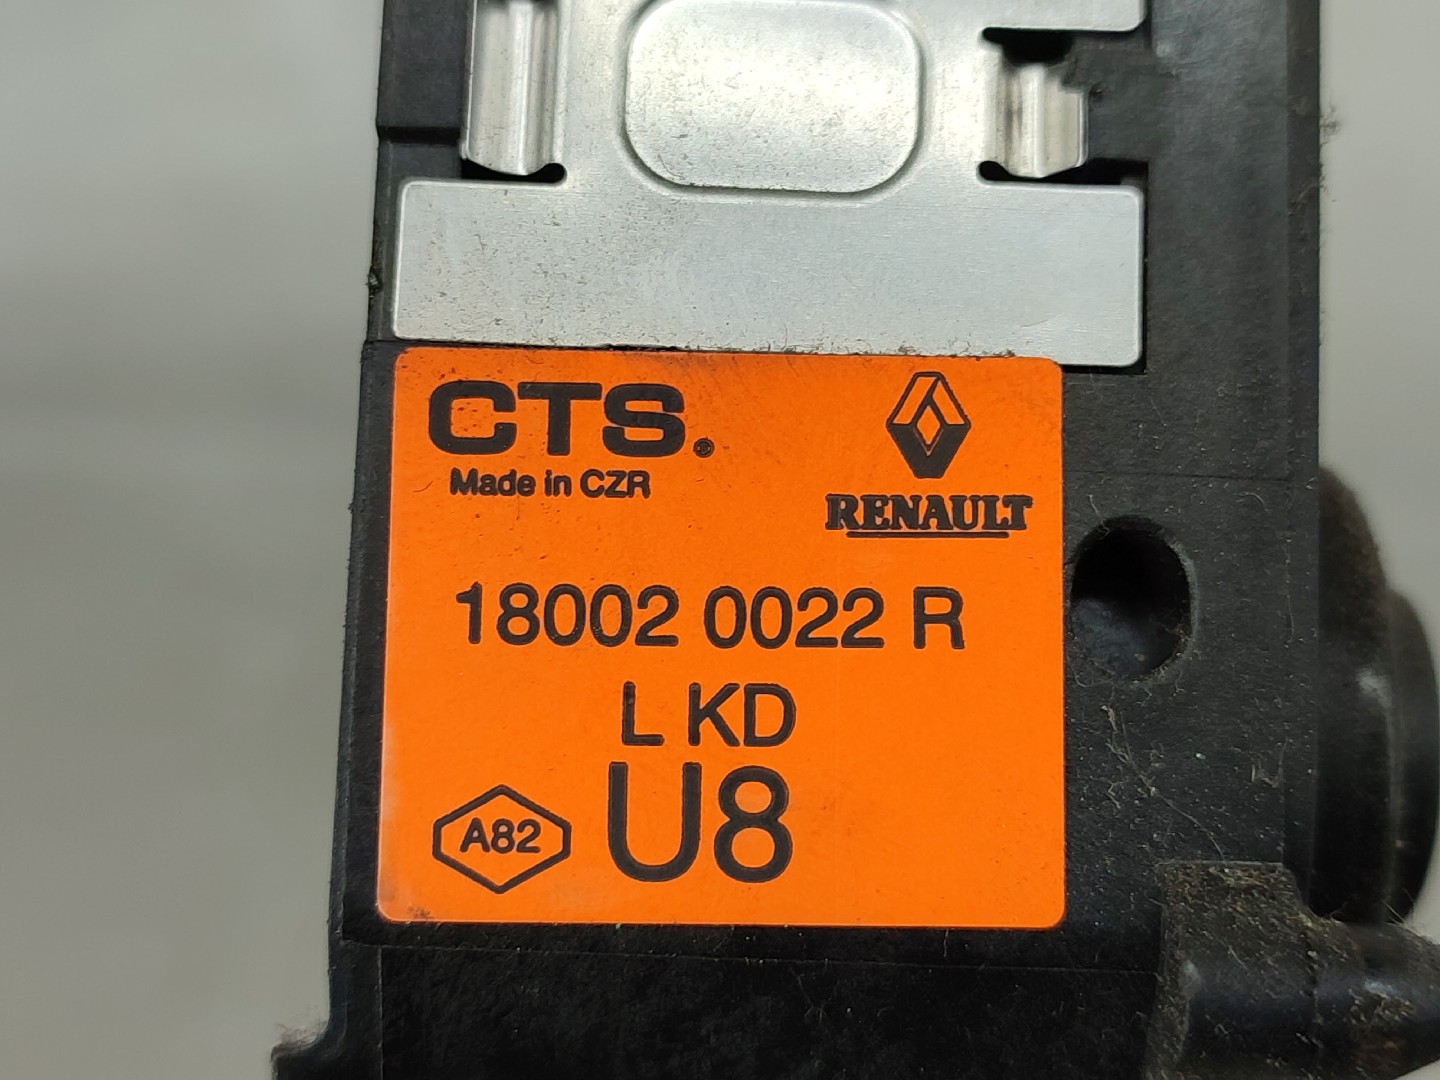 CTS.
Made in CZR
RENAULT
18002 0022 R
L KD
U8
A82